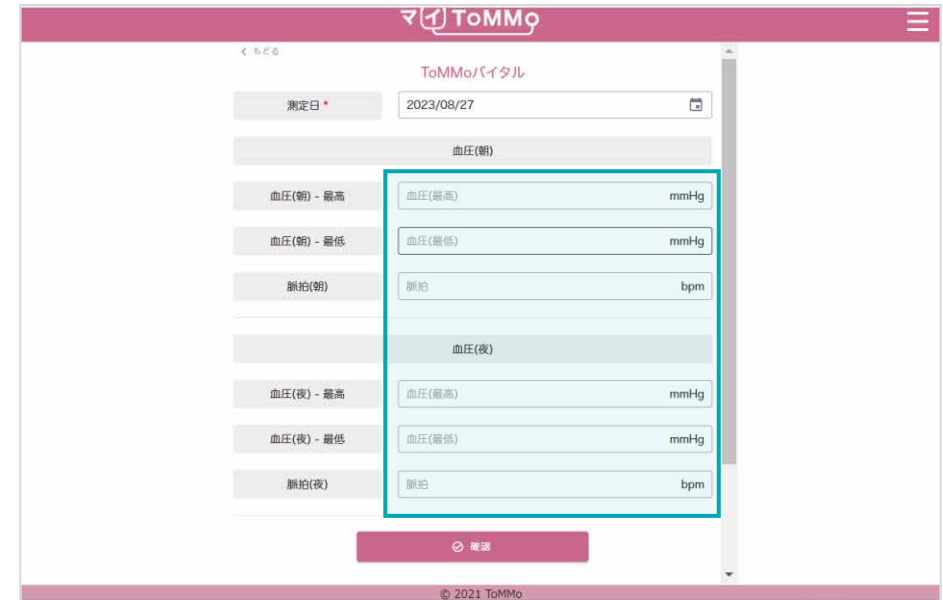 マイToMMo
く もどる
ToMMoバイタル
測定日 * 2023/08/27
血圧(朝)
血圧(朝) - 最高 血圧(最高) mmHg
血圧(朝) - 最低 血圧(最低) mmHg
脈拍(朝) 脈拍 bpm
血圧(夜)
血圧(夜) - 最高 血圧(最高) mmHg
血圧(夜) - 最低 血圧(最低) mmHg
脈拍(夜) 脈拍 bpm
確認
© 2021 ToMMo